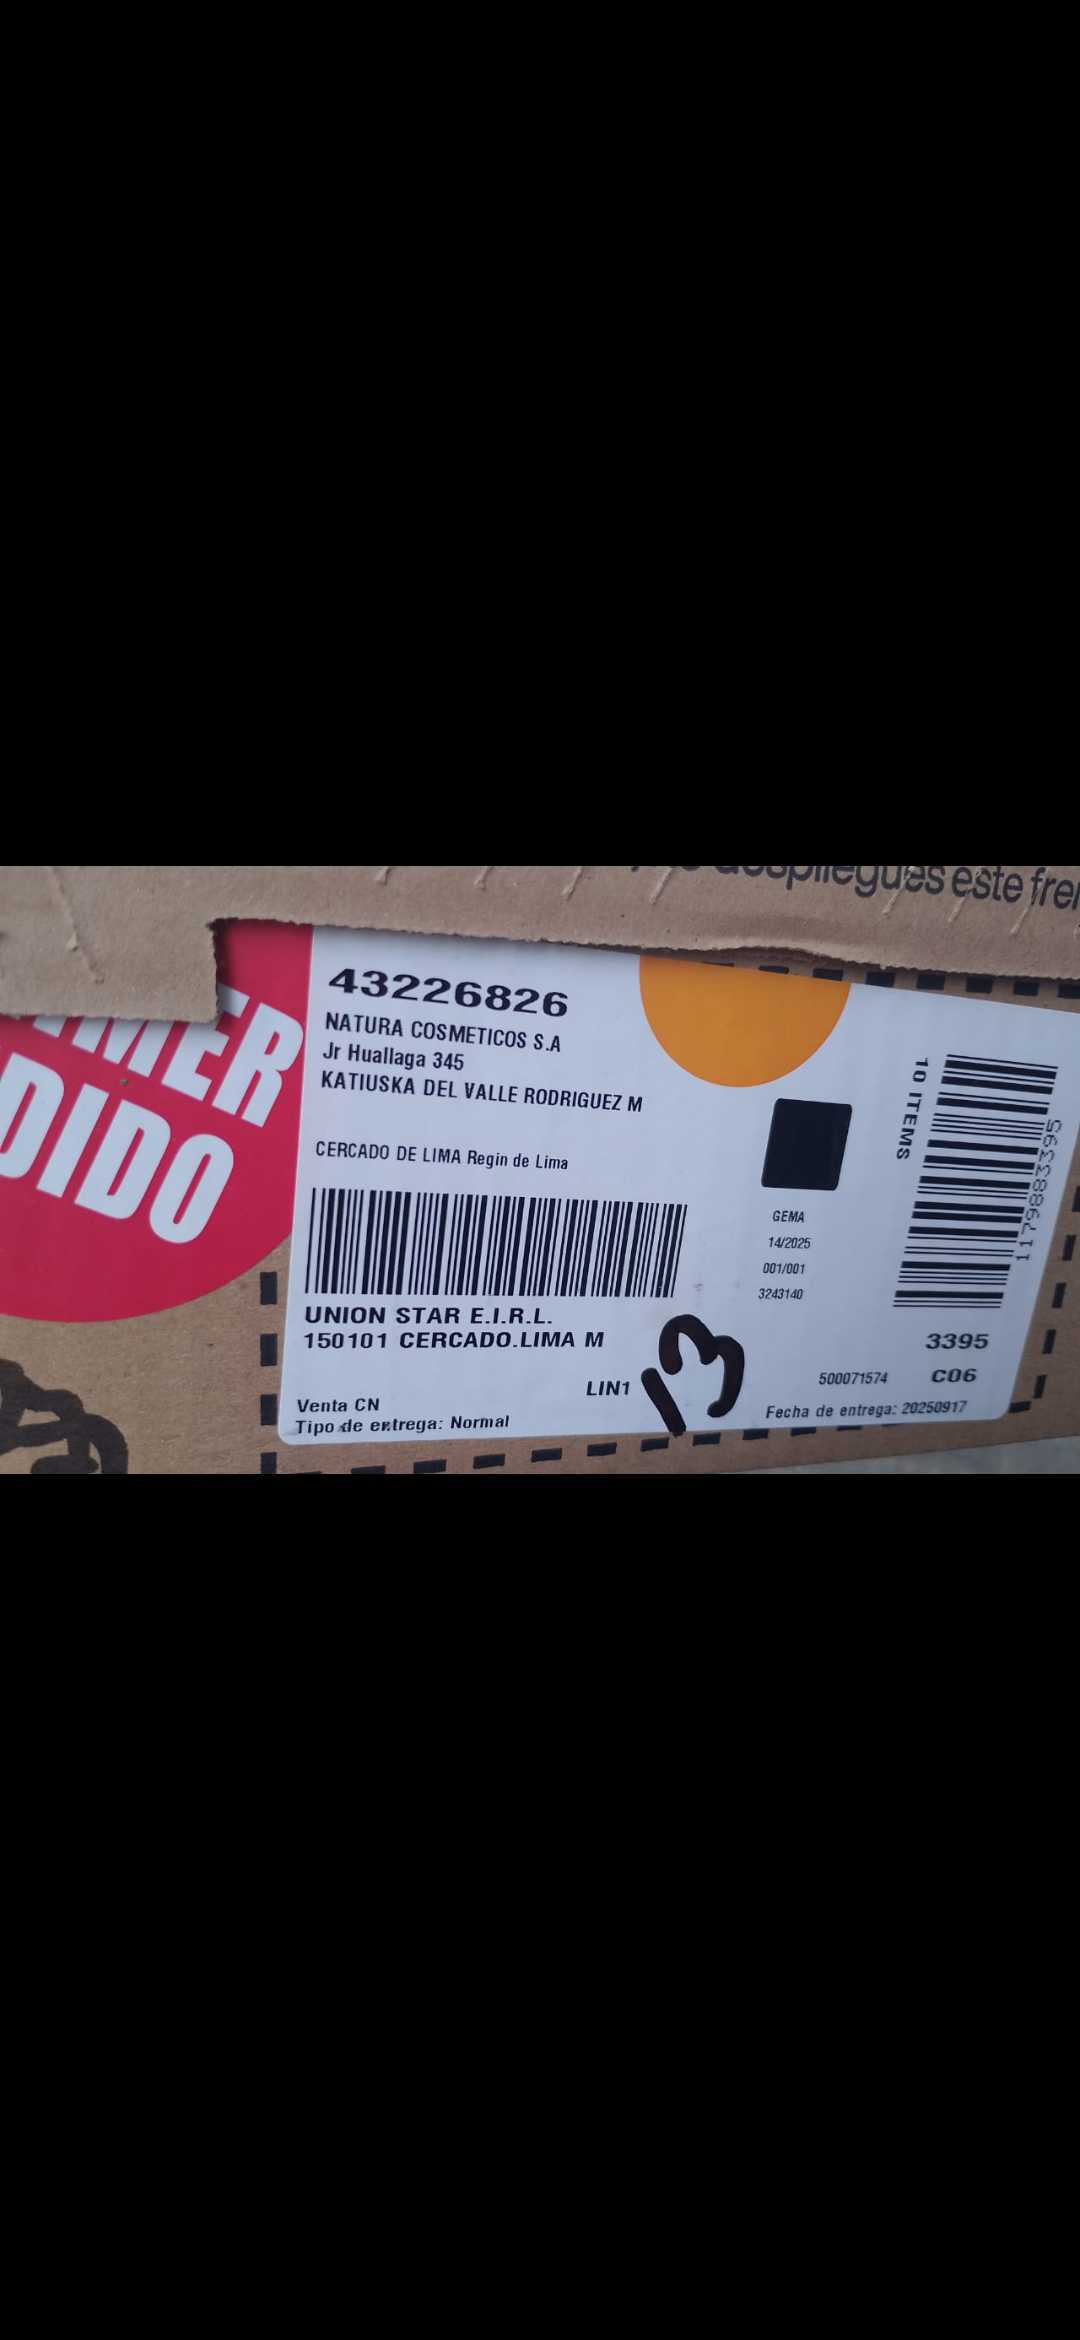 despliegues este
MER
DIDO
43226826
NATURA COSMETICOS S.A
Jr Huallaga 345
KATIUSKA DEL VALLE RODRIGUEZ M
CERCADO DE LIMA Regin de Lima
UNION STAR E.I.R.L.
150101 CERCADO.LIMA M
LIN1
13
Venta CN
Tipo de entrega: Normal
GEMA
14/2025
001/001
3243140
10 ITEMS
1179883395
3395
500071574 C06
Fecha de entrega: 20250917